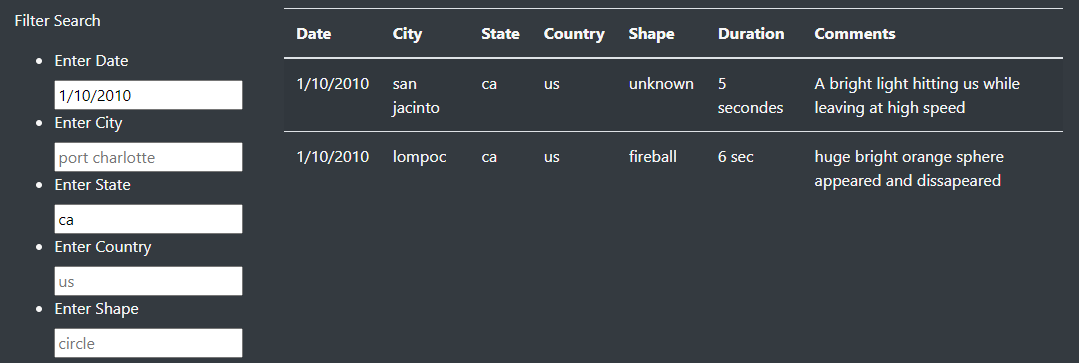 Filter Search
Enter Date
1/10/2010
Enter City
port charlotte
Enter State
ca
Enter Country
us
Enter Shape
circle
Date City State Country Shape Duration Comments
1/10/2010 san ca us unknown 5 A bright light hitting us while
jacinto secondes leaving at high speed
1/10/2010 lompoc ca us fireball 6 sec huge bright orange sphere
appeared and dissapeared